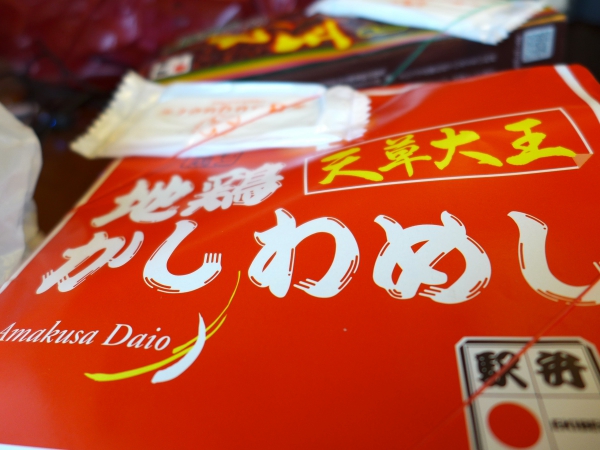 天草大王
地鶏
かしわめし
Amakusa Daio
駅弁